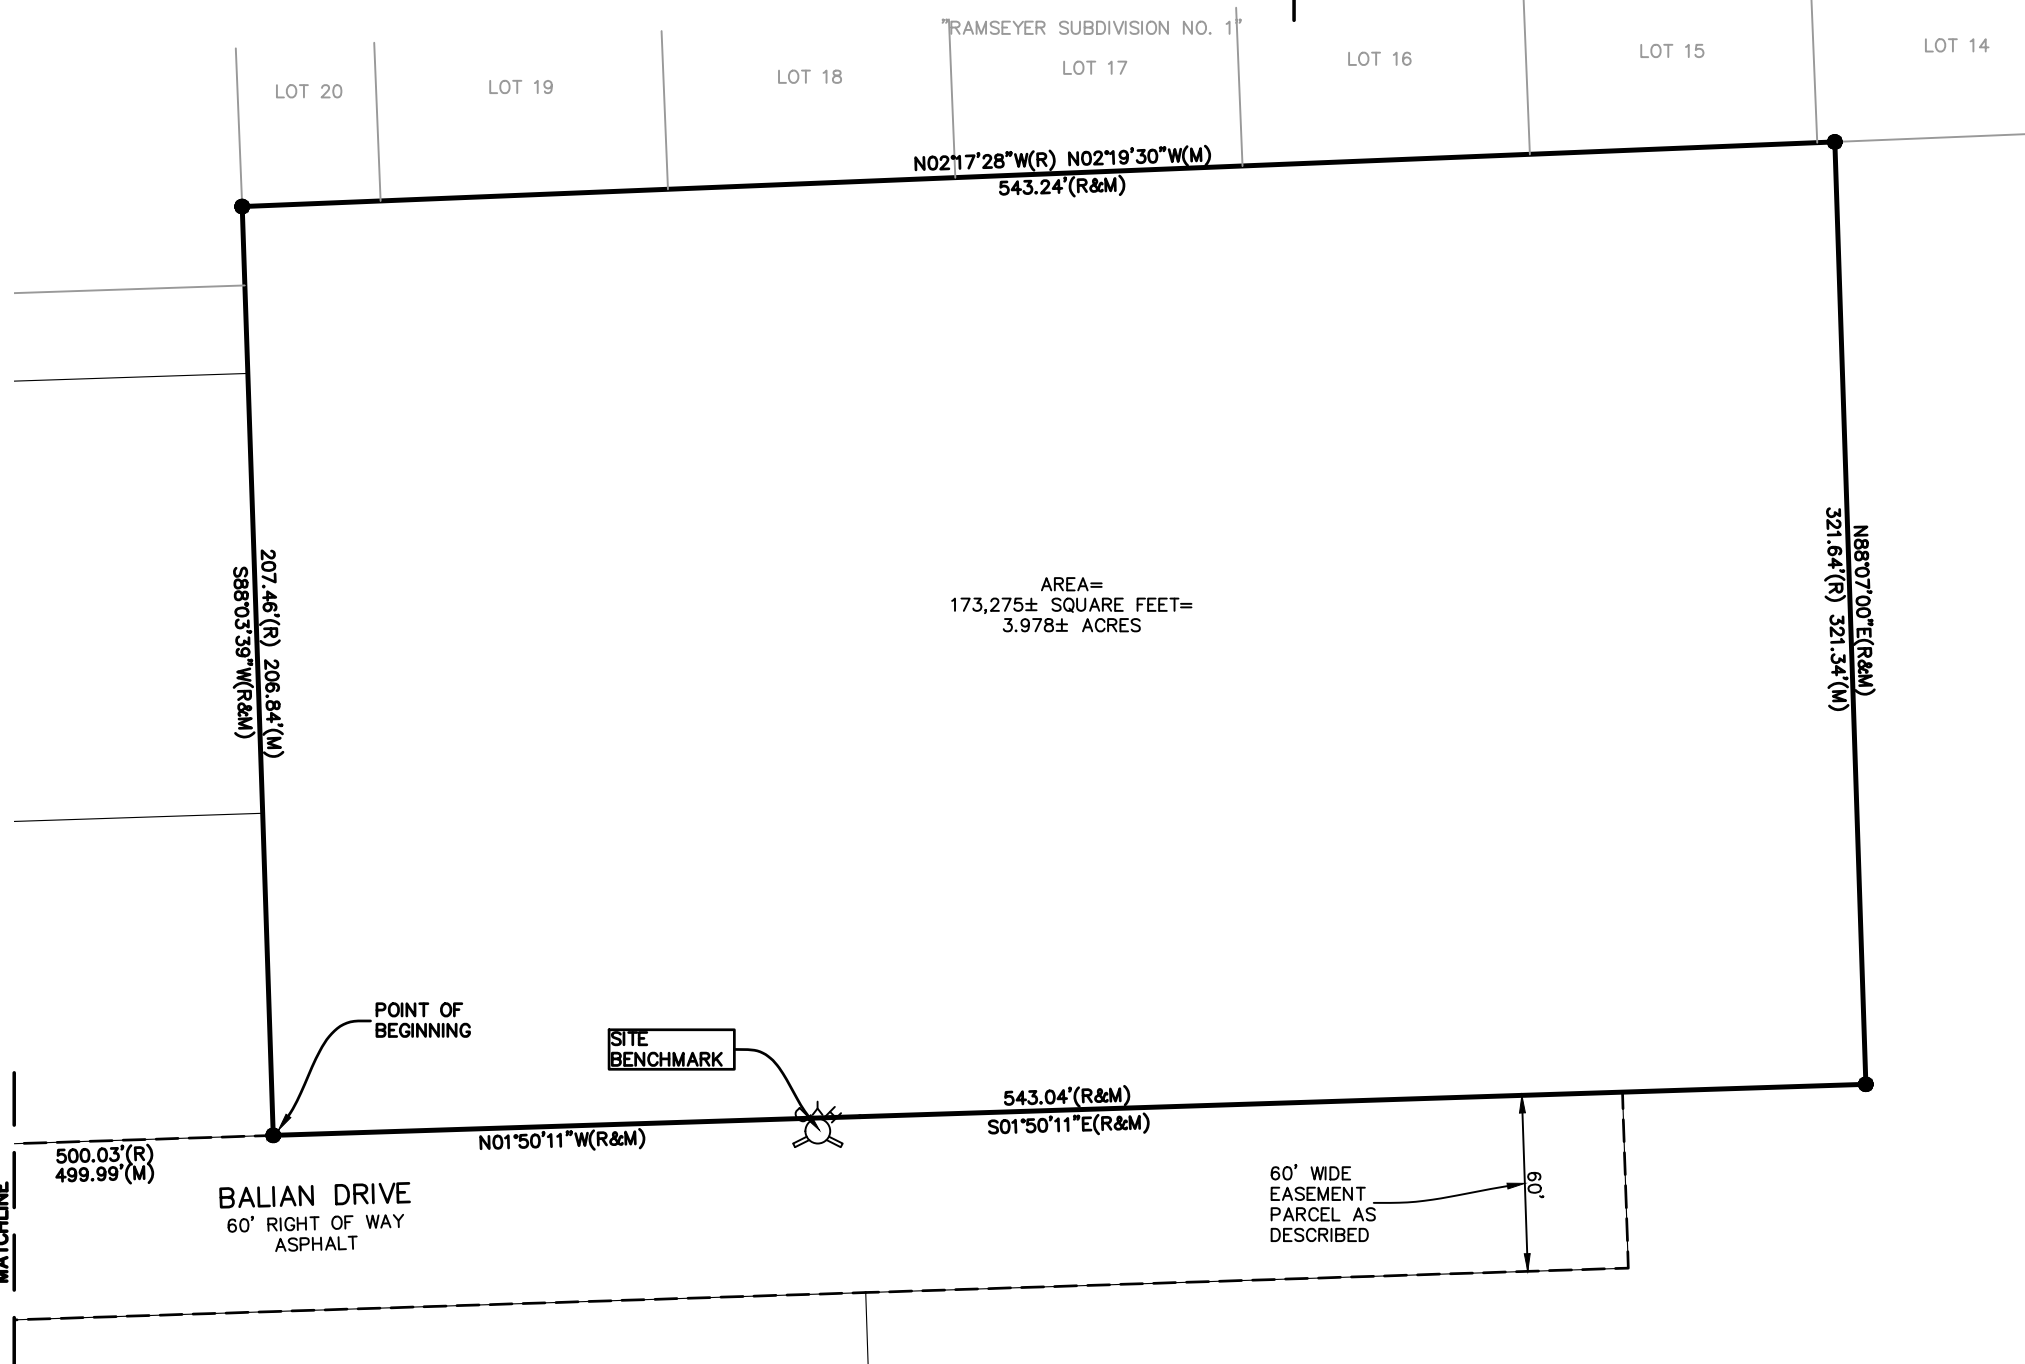 "RAMSEYER SUBDIVISION NO. 1"
LOT 20
LOT 19
LOT 18
LOT 17
LOT 16
LOT 15
LOT 14
N02°17'28"W(R) N02°19'30"W(M)
543.24'(R&M)
207.46'(R) 206.84'(M)
S88°03'39"W(R&M)
AREA=
173,275± SQUARE FEET=
3.978± ACRES
N88°07'00"E(R&M)
321.64'(R) 321.34'(M)
POINT OF
BEGINNING
SITE
BENCHMARK
543.04'(R&M)
S01°50'11"E(R&M)
N01°50'11"W(R&M)
500.03'(R)
499.99'(M)
BALIAN DRIVE
60' RIGHT OF WAY
ASPHALT
60' WIDE
EASEMENT
PARCEL AS
DESCRIBED
60'
MATCHLINE